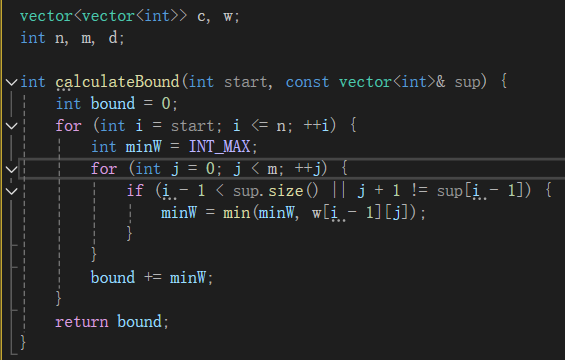 vector<vector<int>> c, w;
int n, m, d;
int calculateBound(int start, const vector<int>& sup) {
int bound = 0;
for (int i = start; i <= n; ++i) {
int minW = INT_MAX;
for (int j = 0; j < m; ++j) {
if (i - 1 < sup.size() || j + 1 != sup[i - 1]) {
minW = min(minW, w[i - 1][j]);
}
}
bound += minW;
}
return bound;
}